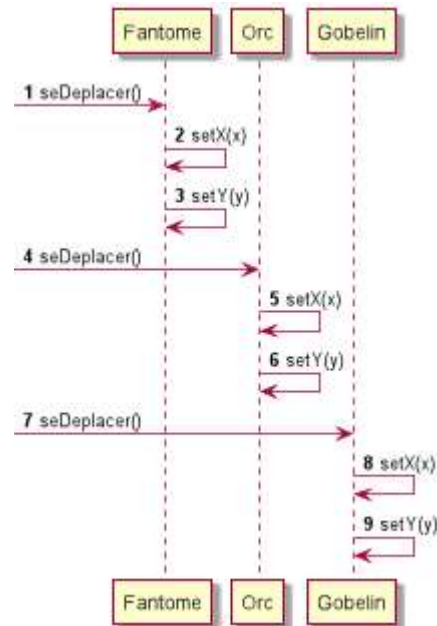 Fantome Orc Gobelin
1 seDeplacer()
2 setX(x)
3 setY(y)
4 seDeplacer()
5 setX(x)
6 setY(y)
7 seDeplacer()
8 setX(x)
9 setY(y)
Fantome Orc Gobelin